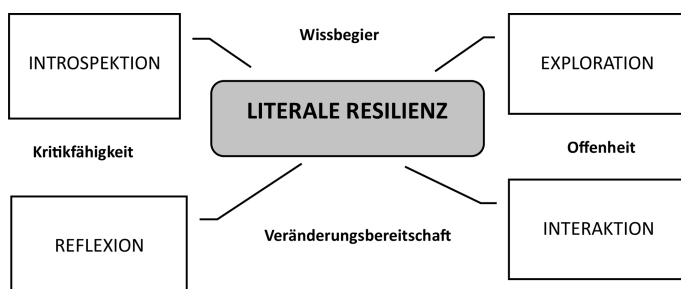 Wissbegier
INTROSPEKTION
EXPLORATION
LITERALE RESILIENZ
Kritikfähigkeit
Offenheit
REFLEXION
Veränderungsbereitschaft
INTERAKTION